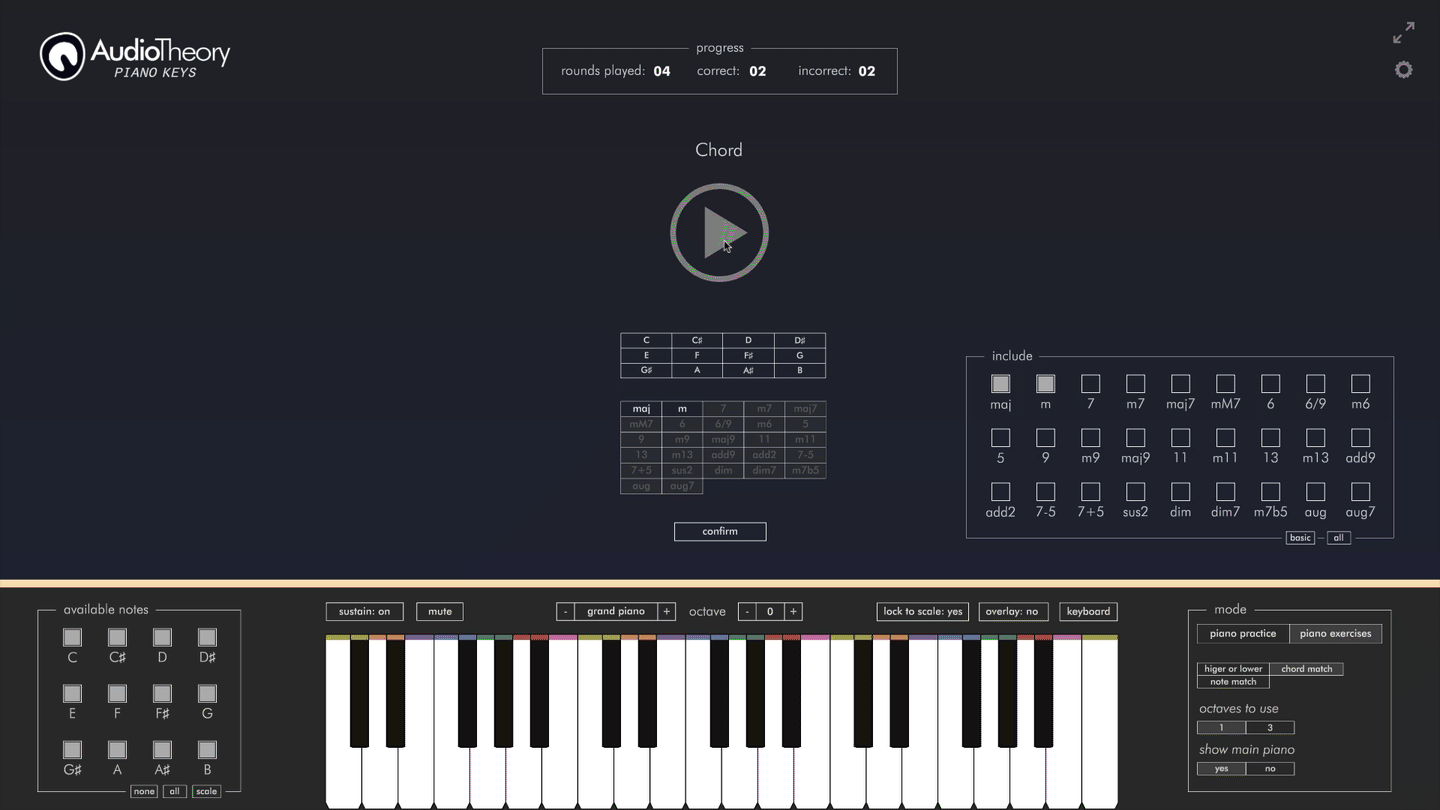 AudioTheory
PIANO KEYS
progress
rounds played: 04 correct: 02 incorrect: 02
Chord
C C♯ D D♯
E F F♯ G
G♯ A A♯ B
maj m 7 m7 maj7
mM7 6 6/9 m6 5
9 m9 maj9 11 m11
13 m13 add9 add2 7-5
7+5 sus2 dim dim7 m7b5
aug aug7
confirm
include
maj m 7 m7 maj7 mM7 6 6/9 m6
5 9 m9 maj9 11 m11 13 m13 add9
add2 7-5 7+5 sus2 dim dim7 m7b5 aug aug7
basic all
available notes
C C♯ D D♯
E F F♯ G
G♯ A A♯ B
none all scale
sustain: on mute - grand piano + octave - 0 + lock to scale: yes overlay: no keyboard
mode
piano practice piano exercises
higer or lower chord match
note match
octaves to use
1 3
show main piano
yes no